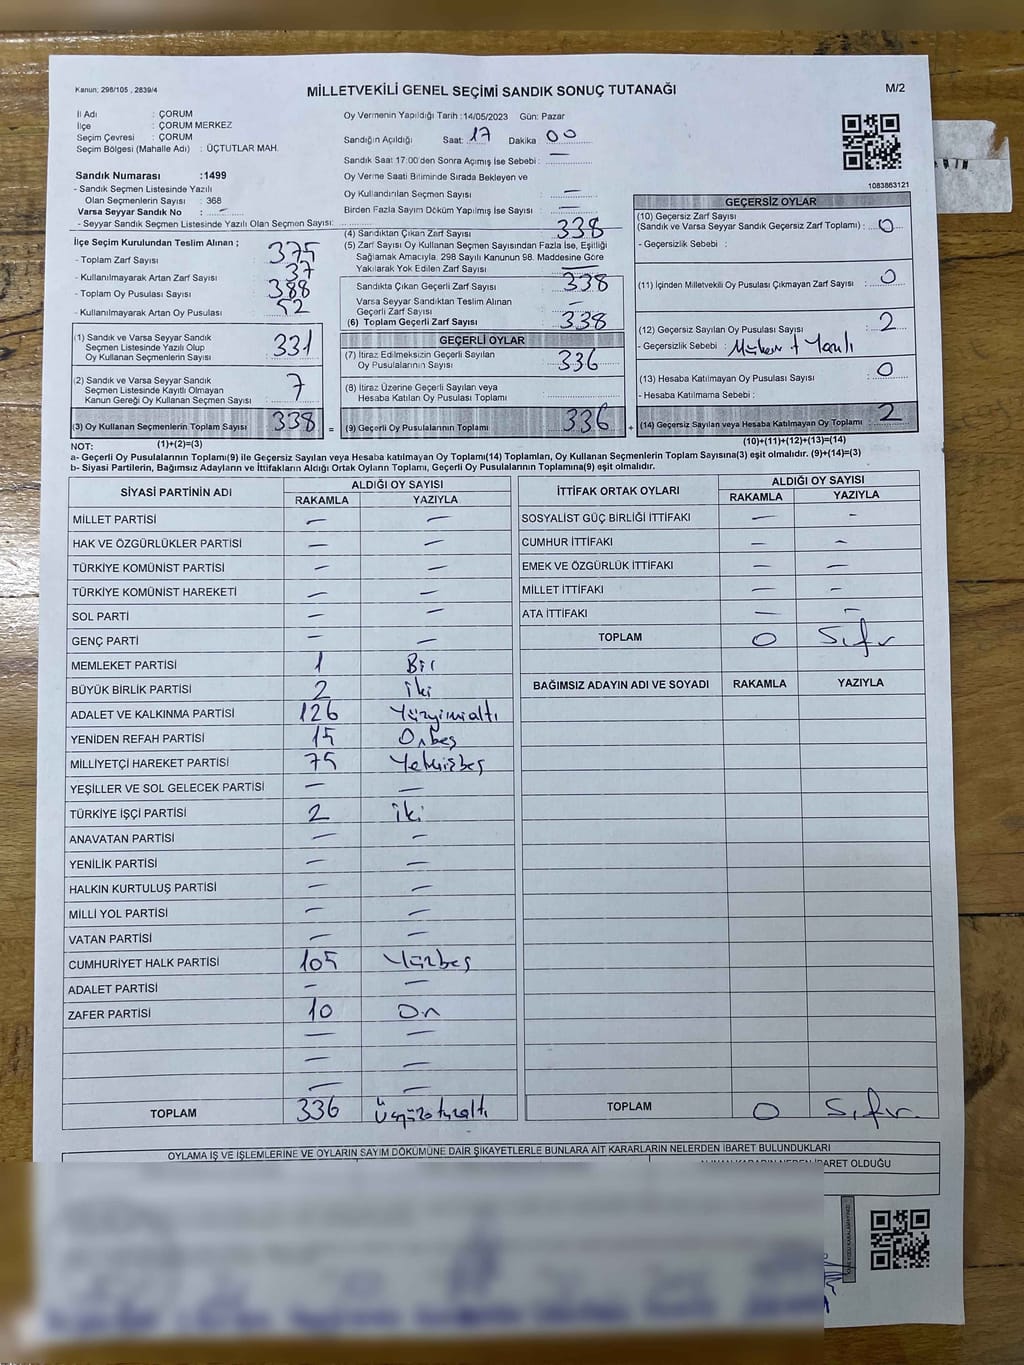 Kanun; 298/105 , 2839/4
MİLLETVEKİLİ GENEL SEÇİMİ SANDIK SONUÇ TUTANAĞI
M/2
İl Adı : ÇORUM
İlçe : ÇORUM MERKEZ
Seçim Çevresi : ÇORUM
Seçim Bölgesi (Mahalle Adı) : ÜÇTUTLAR MAH.
Sandık Numarası :1499
- Sandık Seçmen Listesinde Yazılı
Olan Seçmenlerin Sayısı : 368
Varsa Seyyar Sandık No : -
- Seyyar Sandık Seçmen Listesinde Yazılı Olan Seçmen Sayısı:
Oy Vermenin Yapıldığı Tarih :14/05/2023 Gün: Pazar
Sandığın Açıldığı Saat: 17 Dakika 00
Sandık Saat 17:00'den Sonra Açımış İse Sebebi : —
Oy Verme Saati Bitiminde Sırada Bekleyen ve
Oy Kullandırılan Seçmen Sayısı : —
Birden Fazla Sayım Döküm Yapılmış İse Sayısı : —
1083863121
İlçe Seçim Kurulundan Teslim Alınan ;
- Toplam Zarf Sayısı : 375
- Kullanılmayarak Artan Zarf Sayısı : 37
- Toplam Oy Pusulası Sayısı : 388
- Kullanılmayarak Artan Oy Pusulası : 52
(1) Sandık ve Varsa Seyyar Sandık
Seçmen Listesinde Yazılı Olup
Oy Kullanan Seçmenlerin Sayısı : 331
(2) Sandık ve Varsa Seyyar Sandık
Seçmen Listesinde Kayıtlı Olmayan
Kanun Gereği Oy Kullanan Seçmen Sayısı : 7
(3) Oy Kullanan Seçmenlerin Toplam Sayısı : 338 =
(1)+(2)=(3)
(4) Sandıktan Çıkan Zarf Sayısı : 338
(5) Zarf Sayısı Oy Kullanan Seçmen Sayısından Fazla İse, Eşitliği
Sağlamak Amacıyla, 298 Sayılı Kanunun 98. Maddesine Göre
Yakılarak Yok Edilen Zarf Sayısı : —
Sandıkta Çıkan Geçerli Zarf Sayısı : 338
Varsa Seyyar Sandıktan Teslim Alınan
Geçerli Zarf Sayısı : —
(6) Toplam Geçerli Zarf Sayısı : 338
GEÇERLİ OYLAR
(7) İtiraz Edilmeksizin Geçerli Sayılan
Oy Pusulalarının Sayısı : 336
(8) İtiraz Üzerine Geçerli Sayılan veya
Hesaba Katılan Oy Pusulası Toplamı :
(9) Geçerli Oy Pusulalarının Toplamı : 336 +
GEÇERSİZ OYLAR
(10) Geçersiz Zarf Sayısı
(Sandık ve Varsa Seyyar Sandık Geçersiz Zarf Toplamı) : 0
- Geçersizlik Sebebi :
(11) İçinden Milletvekili Oy Pusulası Çıkmayan Zarf Sayısı : 0
(12) Geçersiz Sayılan Oy Pusulası Sayısı : 2
- Geçersizlik Sebebi :
(13) Hesaba Katılmayan Oy Pusulası Sayısı : 0
- Hesaba Katılmama Sebebi :
(14) Geçersiz Sayılan veya Hesaba Katılmayan Oy Toplamı : 2
(10)+(11)+(12)+(13)=(14)
NOT:
a- Geçerli Oy Pusulalarının Toplamı(9) ile Geçersiz Sayılan veya Hesaba katılmayan Oy Toplamı(14) Toplamları, Oy Kullanan Seçmenlerin Toplam Sayısına(3) eşit olmalıdır. (9)+(14)=(3)
b- Siyasi Partilerin, Bağımsız Adayların ve İttifakların Aldığı Ortak Oyların Toplamı, Geçerli Oy Pusulalarının Toplamına(9) eşit olmalıdır.
SİYASİ PARTİNİN ADI ALDIĞI OY SAYISI
RAKAMLA YAZIYLA
MİLLET PARTİSİ — —
HAK VE ÖZGÜRLÜKLER PARTİSİ — —
TÜRKİYE KOMÜNİST PARTİSİ — —
TÜRKİYE KOMÜNİST HAREKETİ — —
SOL PARTİ — —
GENÇ PARTİ — —
MEMLEKET PARTİSİ 1 Bir
BÜYÜK BİRLİK PARTİSİ 2 iki
ADALET VE KALKINMA PARTİSİ 126 Yüzyirmialtı
YENİDEN REFAH PARTİSİ 15 Onbeş
MİLLİYETÇİ HAREKET PARTİSİ 75 Yetmişbeş
YEŞİLLER VE SOL GELECEK PARTİSİ — —
TÜRKİYE İŞÇİ PARTİSİ 2 iki
ANAVATAN PARTİSİ — —
YENİLİK PARTİSİ — —
HALKIN KURTULUŞ PARTİSİ — —
MİLLİ YOL PARTİSİ — —
VATAN PARTİSİ — —
CUMHURİYET HALK PARTİSİ 105 Yüzbeş
ADALET PARTİSİ — —
ZAFER PARTİSİ 10 On
— —
— —
— —
TOPLAM 336 Üçyüzotuzaltı
İTTİFAK ORTAK OYLARI ALDIĞI OY SAYISI
RAKAMLA YAZIYLA
SOSYALİST GÜÇ BİRLİĞİ İTTİFAKI — —
CUMHUR İTTİFAKI — —
EMEK VE ÖZGÜRLÜK İTTİFAKI — —
MİLLET İTTİFAKI — —
ATA İTTİFAKI — —
TOPLAM 0 Sıfır
BAĞIMSIZ ADAYIN ADI VE SOYADI RAKAMLA YAZIYLA
TOPLAM 0 Sıfır
OYLAMA İŞ VE İŞLEMLERİNE VE OYLARIN SAYIM DÖKÜMÜNE DAİR ŞİKAYETLERLE BUNLARA AİT KARARLARIN NELERDEN İBARET BULUNDUKLARI
İBARET OLDUĞU